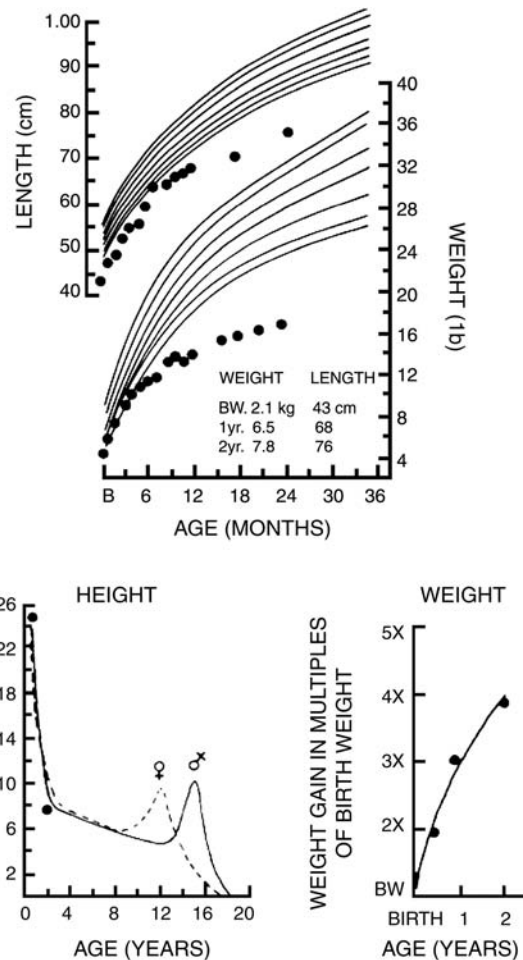 1.00
90
80
70
60
50
40
LENGTH (cm)
40
36
32
28
24
20
16
12
8
4
WEIGHT (1b)
WEIGHT LENGTH
BW. 2.1 kg 43 cm
1yr. 6.5 68
2yr. 7.8 76
B 6 12 18 24 30 36
AGE (MONTHS)
HEIGHT
26
22
18
14
10
6
2
♀ ♂
0 4 8 12 16 20
AGE (YEARS)
WEIGHT
WEIGHT GAIN IN MULTIPLES
OF BIRTH WEIGHT
5X
4X
3X
2X
BW
BIRTH 1 2
AGE (YEARS)